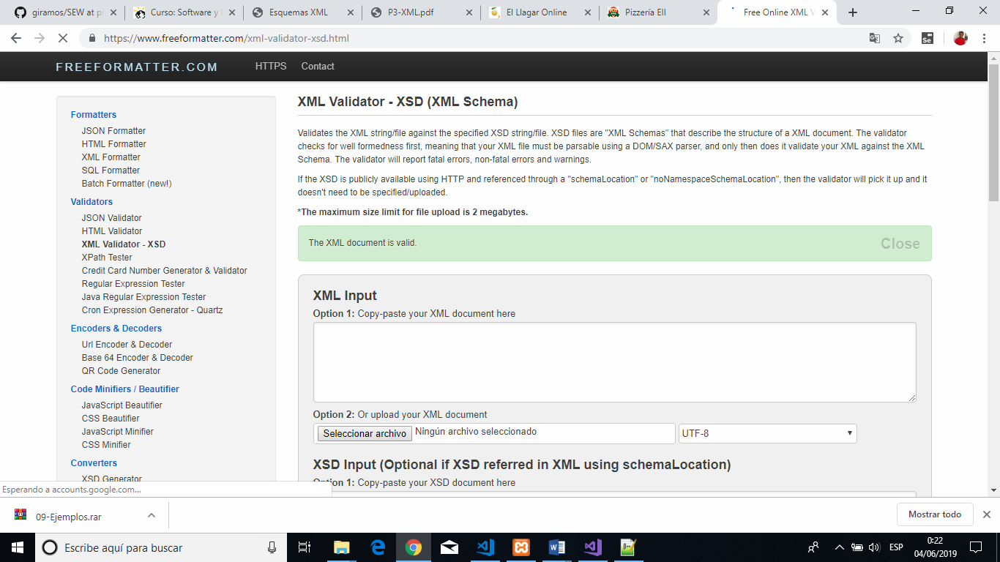 giramos/SEW at p
Curso: Software y
Esquemas XML
P3-XML.pdf
El Llagar Online
Pizzería Ell
Free Online XML V
https://www.freeformatter.com/xml-validator-xsd.html
Se
FREEFORMATTER.COM
HTTPS
Contact
Formatters
JSON Formatter
HTML Formatter
XML Formatter
SQL Formatter
Batch Formatter (new!)
Validators
JSON Validator
HTML Validator
XML Validator - XSD
XPath Tester
Credit Card Number Generator & Validator
Regular Expression Tester
Java Regular Expression Tester
Cron Expression Generator - Quartz
Encoders & Decoders
Url Encoder & Decoder
Base 64 Encoder & Decoder
QR Code Generator
Code Minifiers / Beautifier
JavaScript Beautifier
CSS Beautifier
JavaScript Minifier
CSS Minifier
Converters
XSD Generator
XML Validator - XSD (XML Schema)
Validates the XML string/file against the specified XSD string/file. XSD files are "XML Schemas" that describe the structure of a XML document. The validator
checks for well formedness first, meaning that your XML file must be parsable using a DOM/SAX parser, and only then does it validate your XML against the XML
Schema. The validator will report fatal errors, non-fatal errors and warnings.
If the XSD is publicly available using HTTP and referenced through a "schemaLocation" or "noNamespaceSchemaLocation", then the validator will pick it up and it
doesn't need to be specified/uploaded.
*The maximum size limit for file upload is 2 megabytes.
The XML document is valid.
Close
XML Input
Option 1: Copy-paste your XML document here
Option 2: Or upload your XML document
Seleccionar archivo Ningún archivo seleccionado
UTF-8
XSD Input (Optional if XSD referred in XML using schemaLocation)
Option 1: Copy-paste your XSD document here
Esperando a accounts.google.com...
09-Ejemplos.rar
Mostrar todo
Escribe aquí para buscar
ESP
0:22
04/06/2019